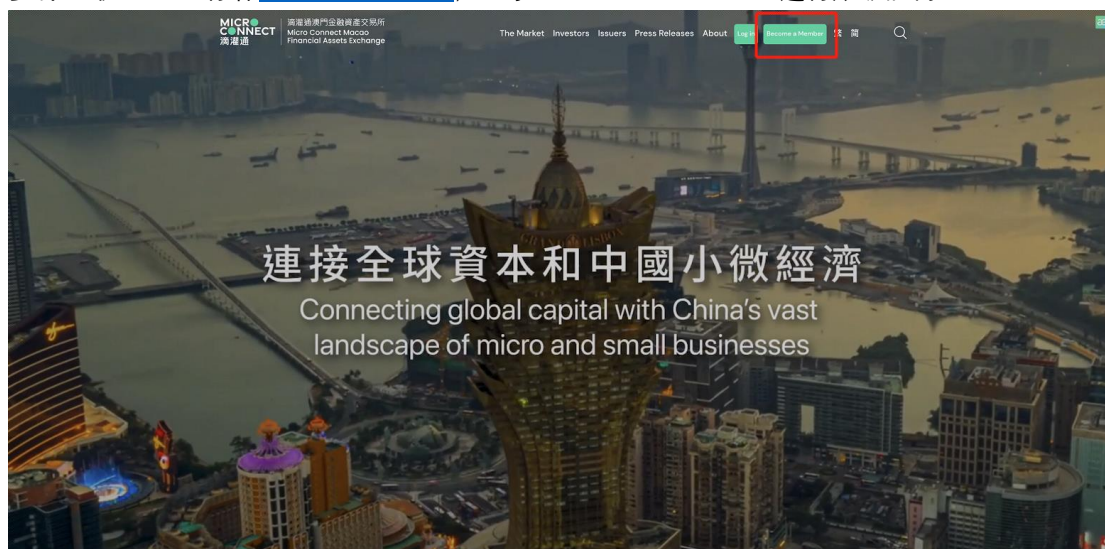 MICRO
CONNECT
滴灌通
滴灌通澳門金融資產交易所
Micro Connect Macao
Financial Assets Exchange
The Market Investors Issuers Press Releases About Log in Become a Member 繁 簡
連接全球資本和中國小微經濟
Connecting global capital with China's vast
landscape of micro and small businesses